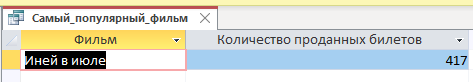 Самый_популярный_фильм
Фильм Количество проданных билетов
Иней в июле 417